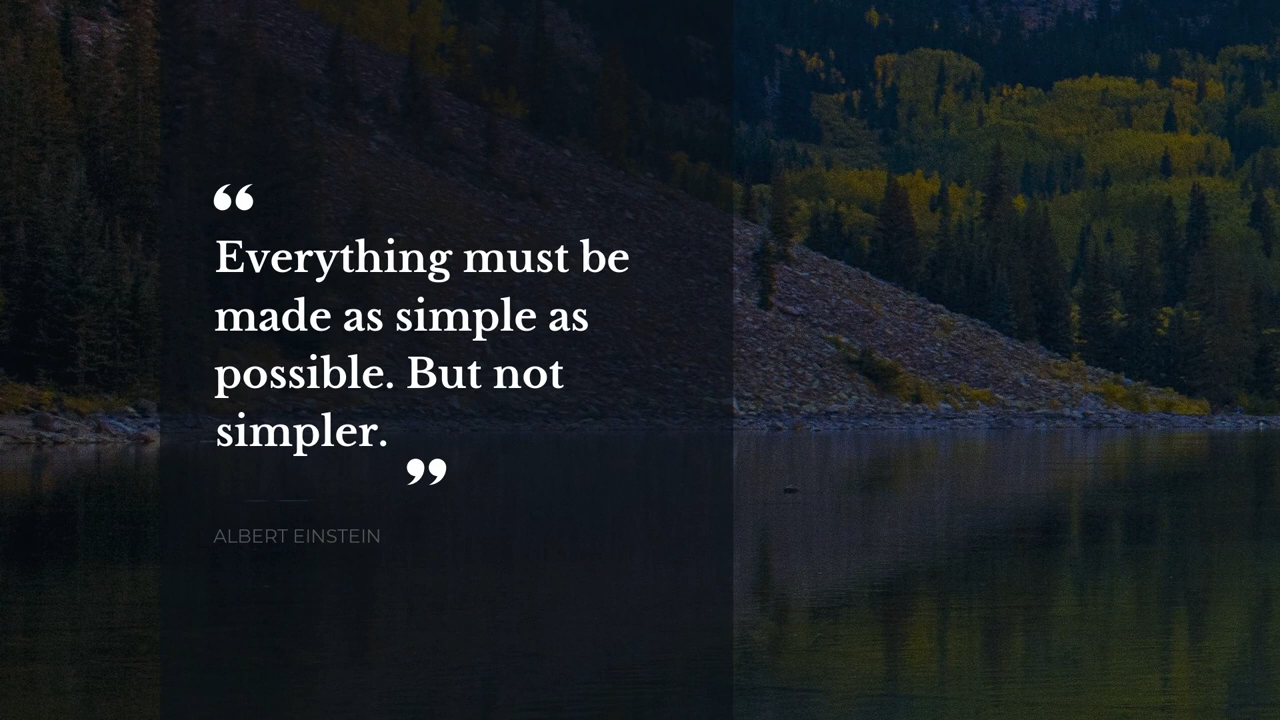 “
Everything must be
made as simple as
possible. But not
simpler.
”
ALBERT EINSTEIN